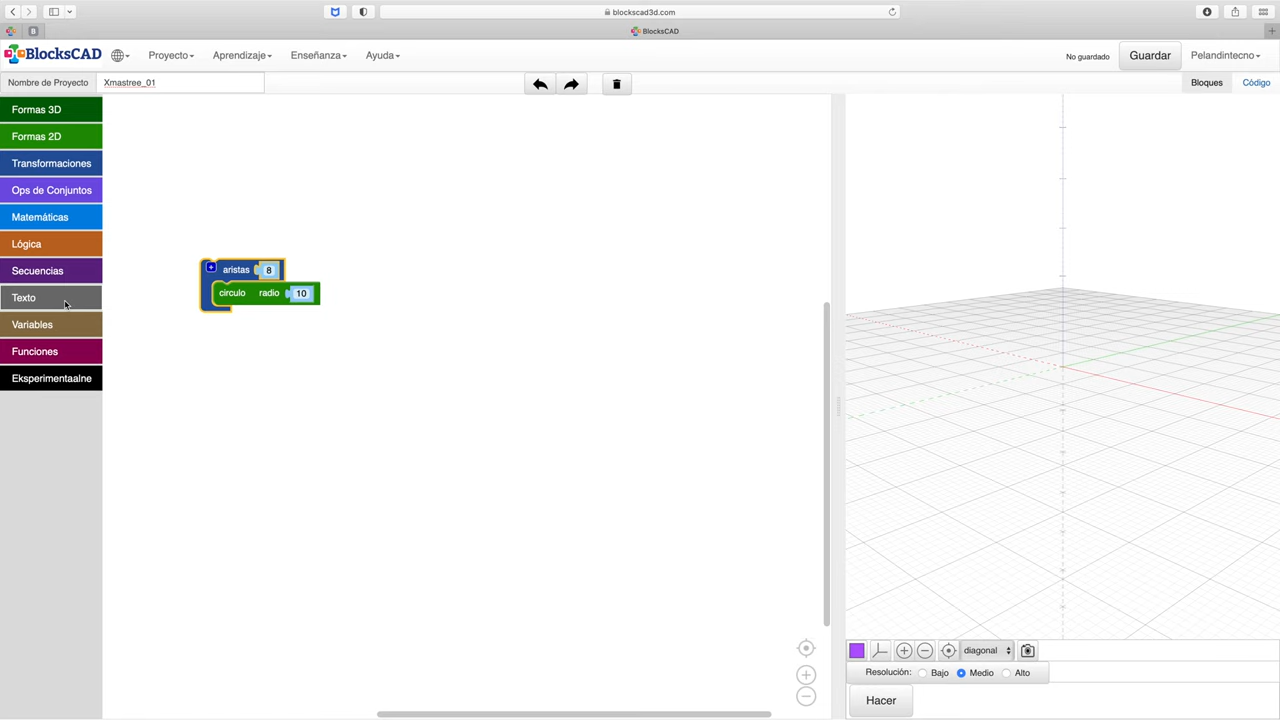 blockscad3d.com
B
BlocksCAD
BlocksCAD
Proyecto
Aprendizaje
Enseñanza
Ayuda
No guardado
Guardar
Pelandintecno
Nombre de Proyecto
Xmastree_01
Bloques
Código
Formas 3D
Formas 2D
Transformaciones
Ops de Conjuntos
Matemáticas
Lógica
Secuencias
Texto
Variables
Funciones
Eksperimentaalne
aristas 8
circulo radio 10
diagonal
Resolución: Bajo Medio Alto
Hacer